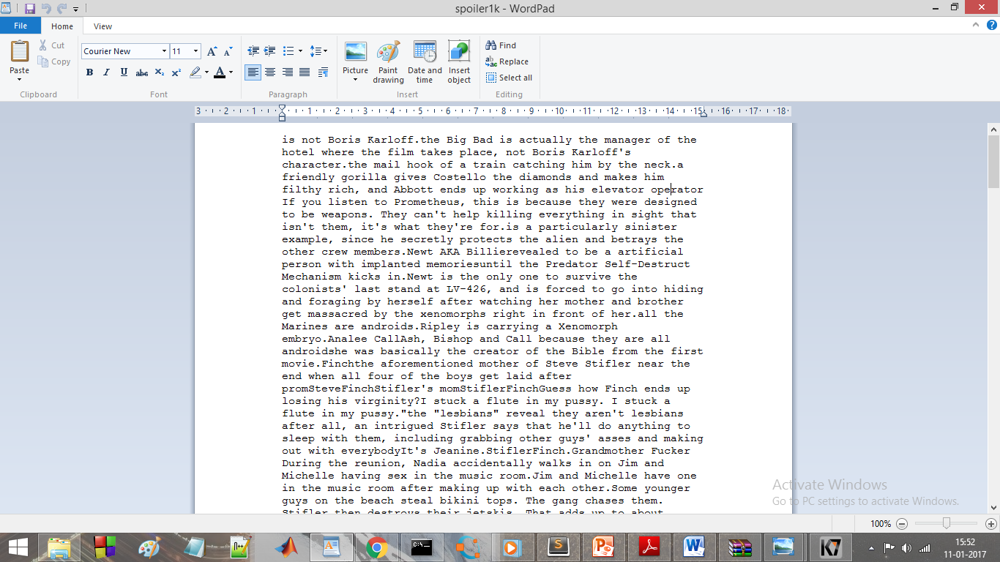 spoiler1k - WordPad
File Home View
Paste
Cut
Copy
Clipboard
Courier New 11
B I U abc X₂ X² A
Font
Paragraph
Picture
Paint drawing
Date and time
Insert object
Insert
Find
Replace
Select all
Editing
3 2 1 1 2 3 4 5 6 7 8 9 10 11 12 13 14 15 16 17 18
is not Boris Karloff.the Big Bad is actually the manager of the
hotel where the film takes place, not Boris Karloff's
character.the mail hook of a train catching him by the neck.a
friendly gorilla gives Costello the diamonds and makes him
filthy rich, and Abbott ends up working as his elevator operator
If you listen to Prometheus, this is because they were designed
to be weapons. They can't help killing everything in sight that
isn't them, it's what they're for.is a particularly sinister
example, since he secretly protects the alien and betrays the
other crew members.Newt AKA Billierevealed to be a artificial
person with implanted memoriesuntil the Predator Self-Destruct
Mechanism kicks in.Newt is the only one to survive the
colonists' last stand at LV-426, and is forced to go into hiding
and foraging by herself after watching her mother and brother
get massacred by the xenomorphs right in front of her.all the
Marines are androids.Ripley is carrying a Xenomorph
embryo.Analee CallAsh, Bishop and Call because they are all
androidshe was basically the creator of the Bible from the first
movie.Finchthe aforementioned mother of Steve Stifler near the
end when all four of the boys get laid after
promSteveFinchStifler's momStiflerFinchGuess how Finch ends up
losing his virginity?I stuck a flute in my pussy. I stuck a
flute in my pussy."the "lesbians" reveal they aren't lesbians
after all, an intrigued Stifler says that he'll do anything to
sleep with them, including grabbing other guys' asses and making
out with everybodyIt's Jeanine.StiflerFinch.Grandmother Fucker
During the reunion, Nadia accidentally walks in on Jim and
Michelle having sex in the music room.Jim and Michelle have one
in the music room after making up with each other.Some younger
guys on the beach steal bikini tops. The gang chases them.
Stifler then destroys their jetskis. That adds up to about
Activate Windows
Go to PC settings to activate Windows.
100%
15:52
11-01-2017